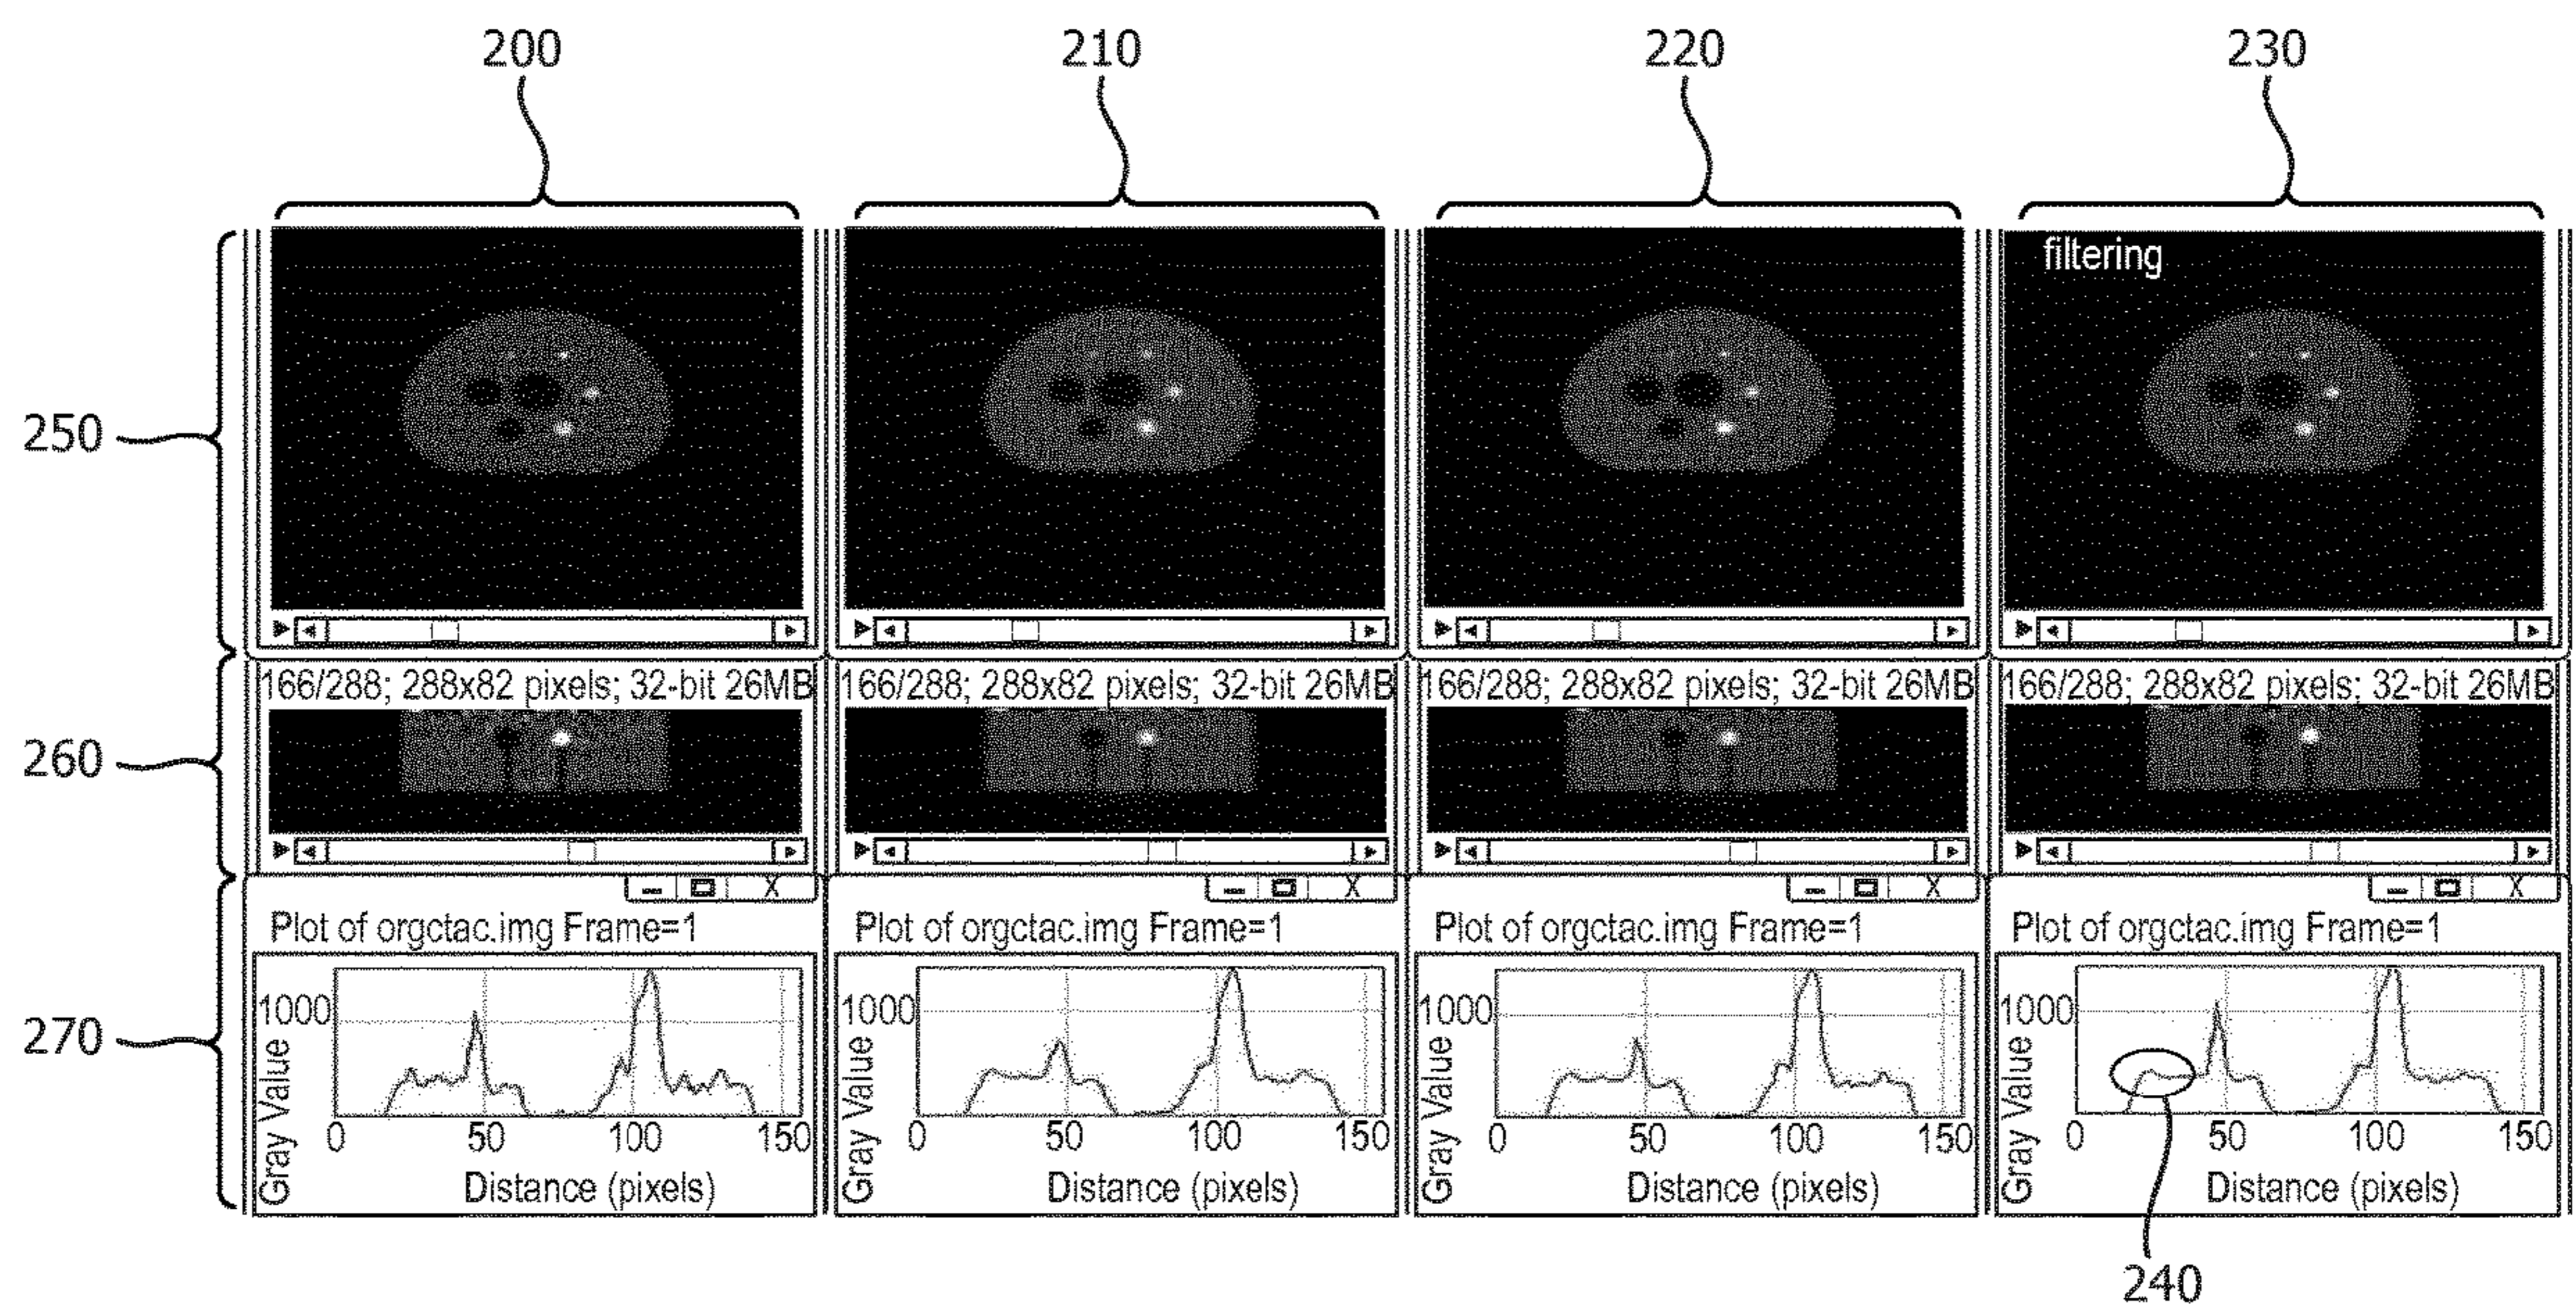 200 210 220 230
filtering
250
166/288; 288x82 pixels; 32-bit 26MB 166/288; 288x82 pixels; 32-bit 26MB 166/288; 288x82 pixels; 32-bit 26MB 166/288; 288x82 pixels; 32-bit 26MB
260
X X X X
Plot of orgctac.img Frame=1 Plot of orgctac.img Frame=1 Plot of orgctac.img Frame=1 Plot of orgctac.img Frame=1
1000 1000 1000 1000
270
Gray Value Gray Value Gray Value Gray Value
0 50 100 150 0 50 100 150 0 50 100 150 0 50 100 150
Distance (pixels) Distance (pixels) Distance (pixels) Distance (pixels)
240